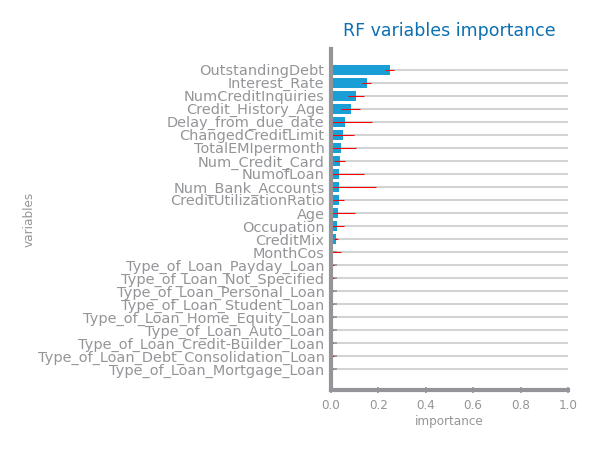 RF variables importance
variables
OutstandingDebt
Interest_Rate
NumCreditInquiries
Credit_History_Age
Delay_from_due_date
ChangedCreditLimit
TotalEMIpermonth
Num_Credit_Card
NumofLoan
Num_Bank_Accounts
CreditUtilizationRatio
Age
Occupation
CreditMix
MonthCos
Type_of_Loan_Payday_Loan
Type_of_Loan_Not_Specified
Type_of_Loan_Personal_Loan
Type_of_Loan_Student_Loan
Type_of_Loan_Home_Equity_Loan
Type_of_Loan_Auto_Loan
Type_of_Loan_Credit-Builder_Loan
Type_of_Loan_Debt_Consolidation_Loan
Type_of_Loan_Mortgage_Loan
0.0 0.2 0.4 0.6 0.8 1.0
importance